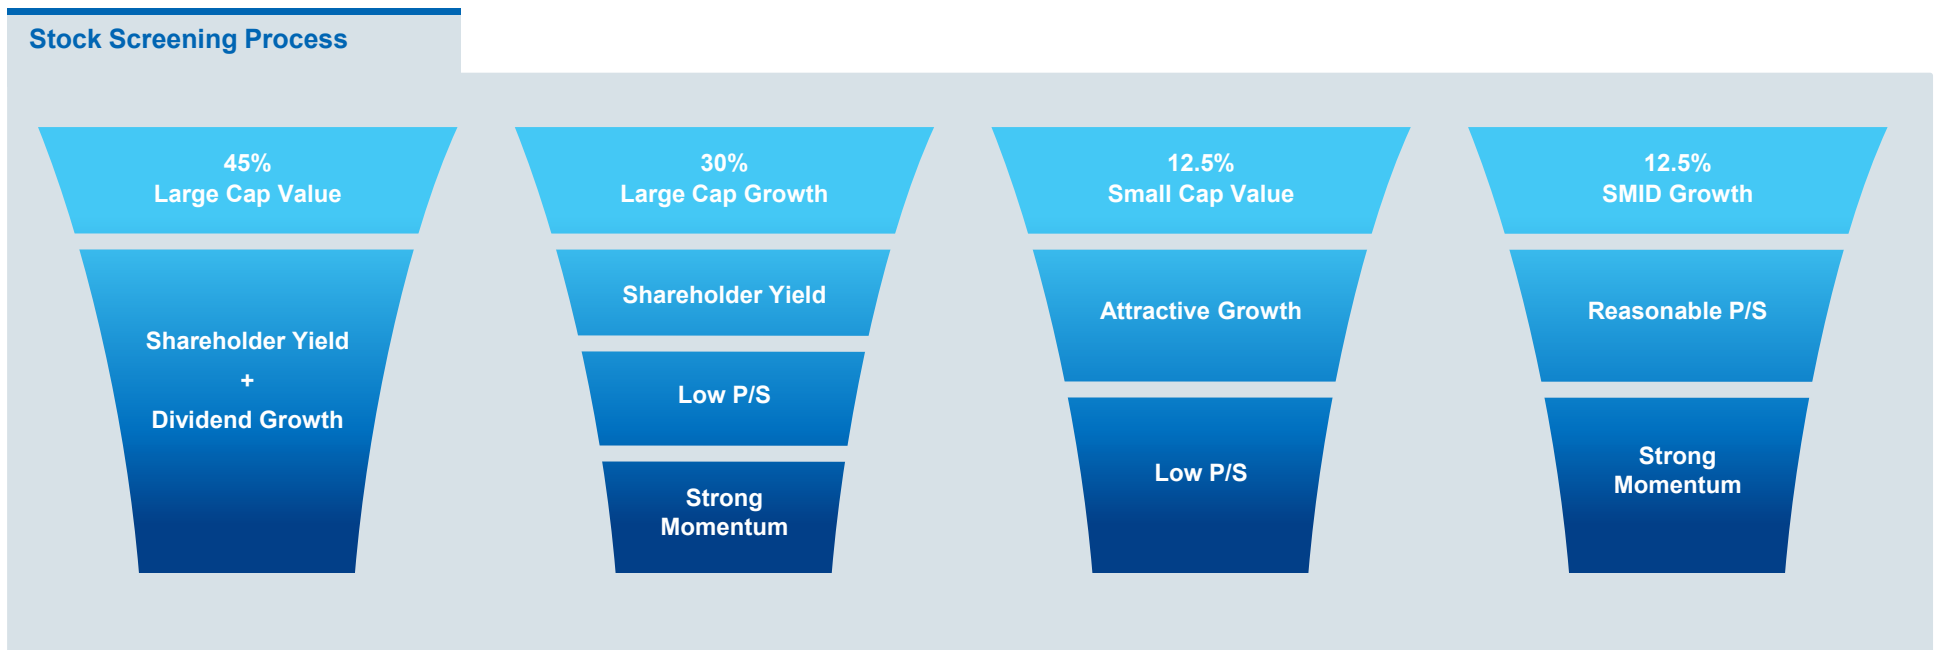 Stock Screening Process
45%
Large Cap Value
Shareholder Yield
+
Dividend Growth
30%
Large Cap Growth
Shareholder Yield
Low P/S
Strong
Momentum
12.5%
Small Cap Value
Attractive Growth
Low P/S
12.5%
SMID Growth
Reasonable P/S
Strong
Momentum